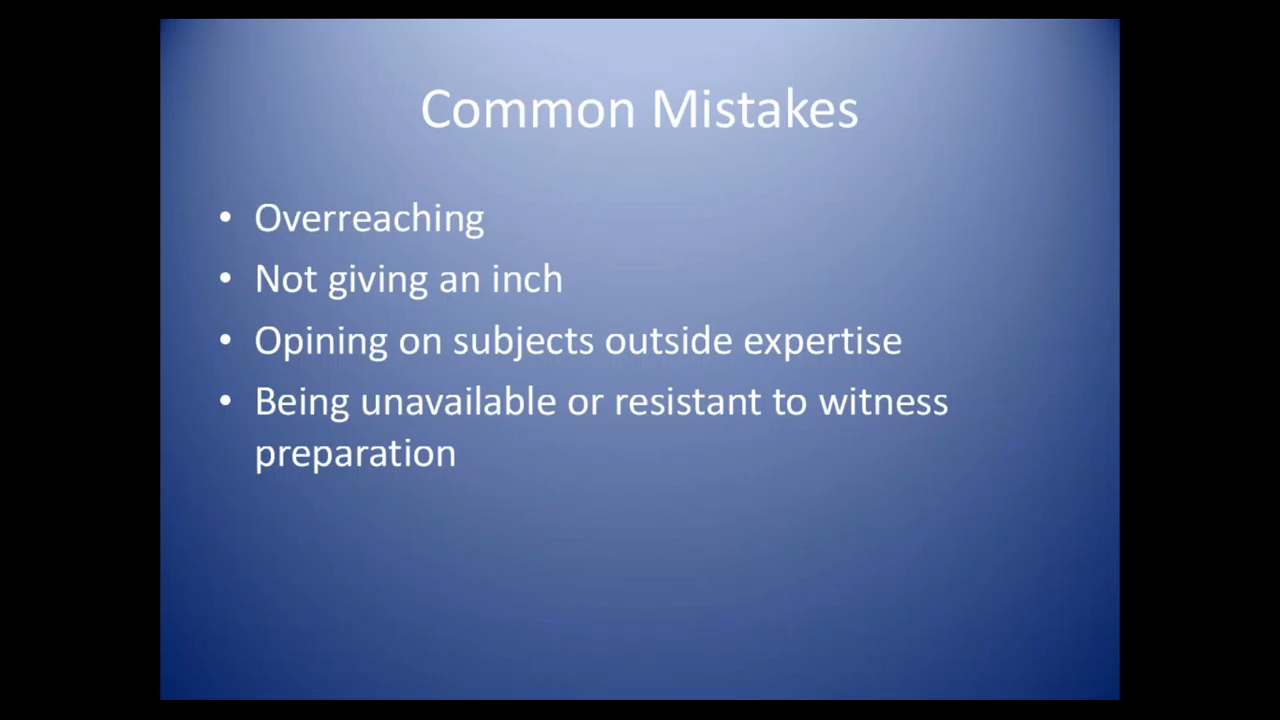 Common Mistakes
• Overreaching
• Not giving an inch
• Opining on subjects outside expertise
• Being unavailable or resistant to witness
preparation